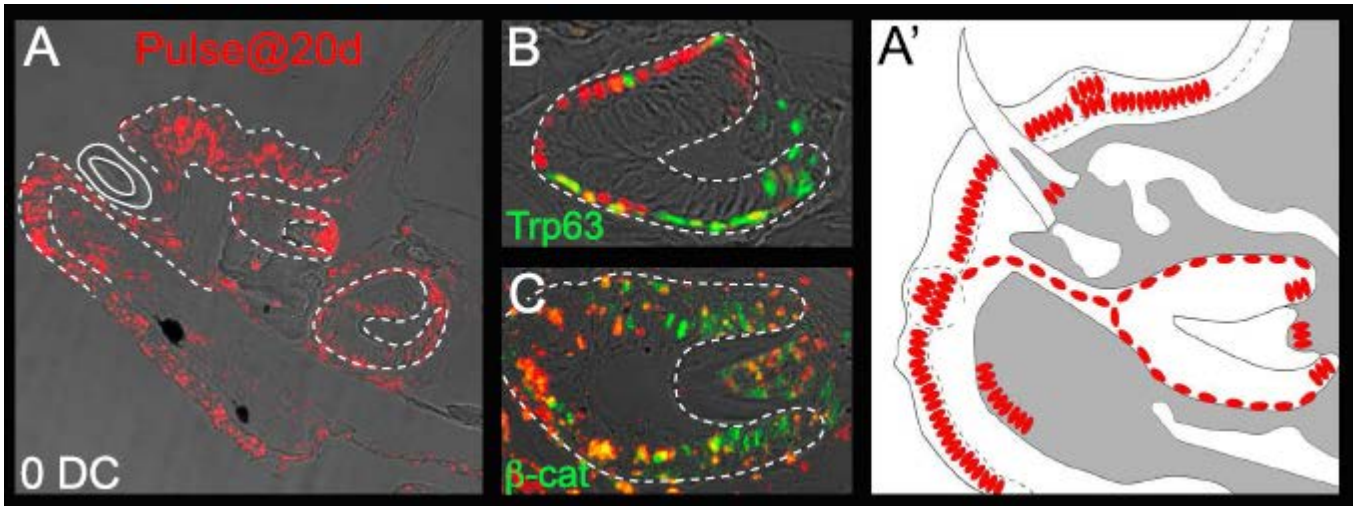 A
Pulse@20d
0 DC
B
Trp63
C
β-cat
A’